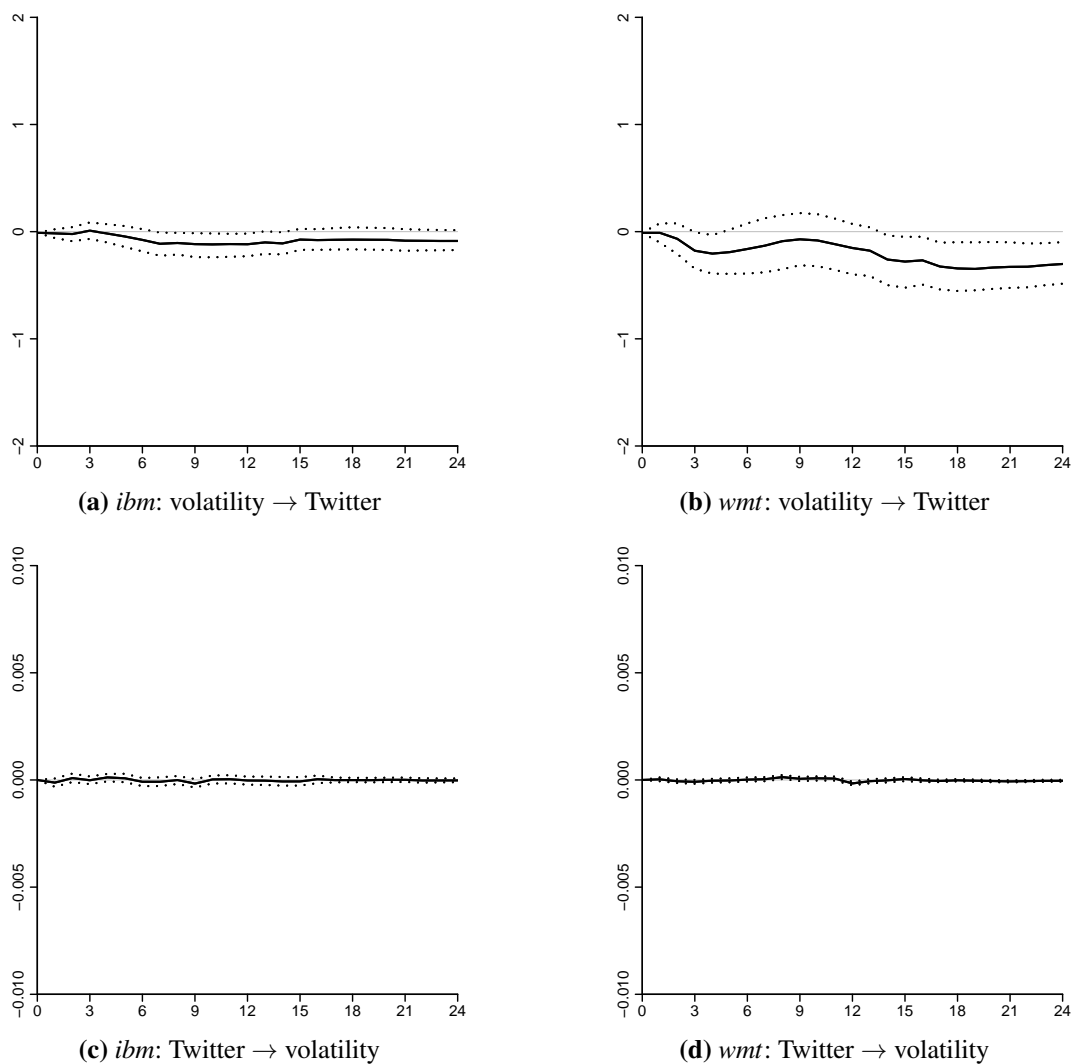 2
1
0
-1
-2
0 3 6 9 12 15 18 21 24
(a) ibm: volatility → Twitter
2
1
0
-1
-2
0 3 6 9 12 15 18 21 24
(b) wmt: volatility → Twitter
0.010
0.005
0.000
-0.005
-0.010
0 3 6 9 12 15 18 21 24
(c) ibm: Twitter → volatility
0.010
0.005
0.000
-0.005
-0.010
0 3 6 9 12 15 18 21 24
(d) wmt: Twitter → volatility